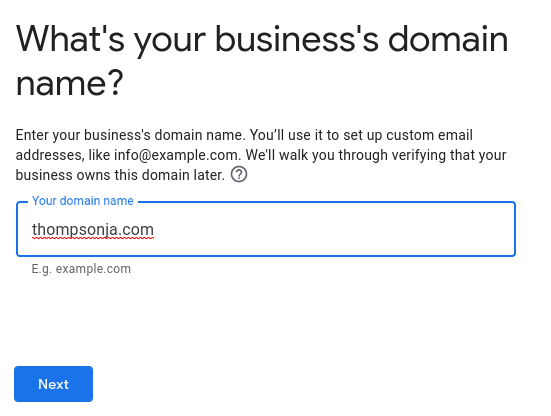 What's your business's domain
name?
Enter your business's domain name. You’ll use it to set up custom email
addresses, like info@example.com. We'll walk you through verifying that your
business owns this domain later. ?
Your domain name
thompsonja.com
E.g. example.com
Next